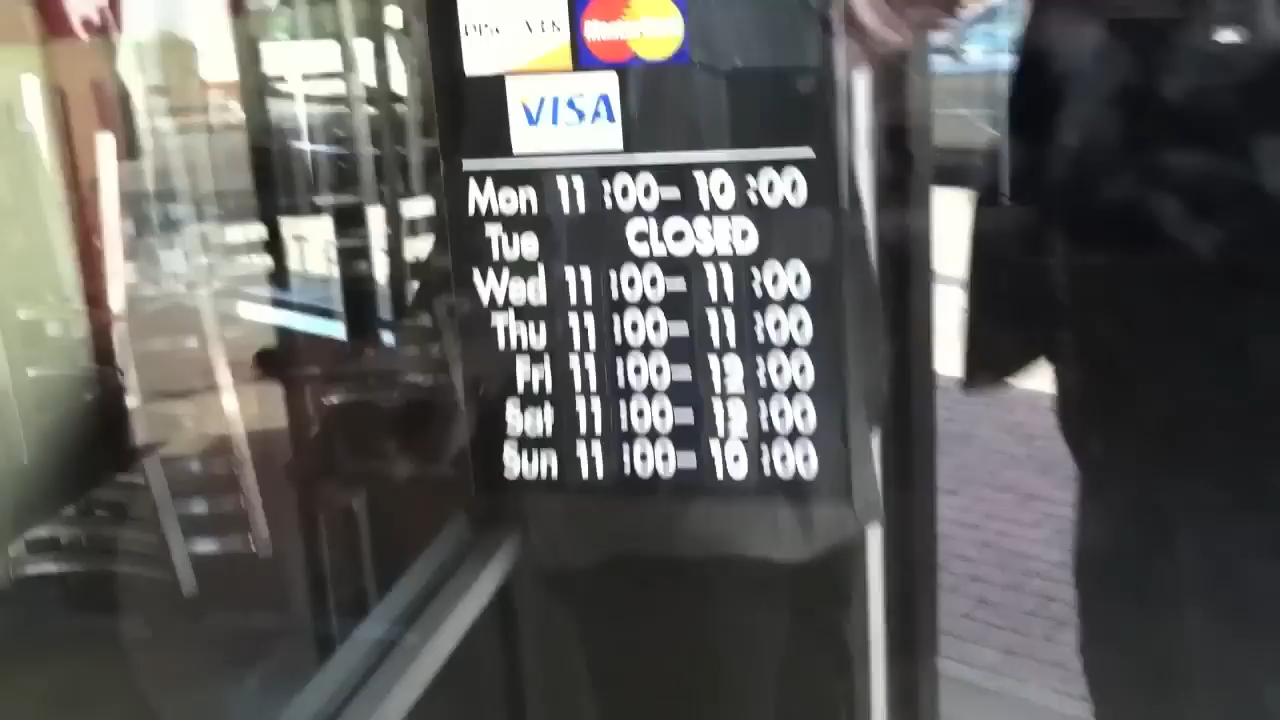 DISCOVER
MasterCard
VISA
Mon 11:00-10:00
Tue CLOSED
Wed 11:00-11:00
Thu 11:00-11:00
Fri 11:00-12:00
Sat 11:00-12:00
Sun 11:00-10:00